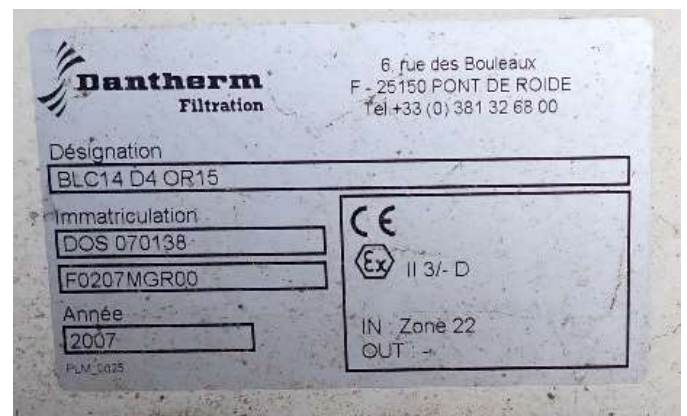 Dantherm
Filtration
6, rue des Bouleaux
F - 25150 PONT DE ROIDE
Tel +33 (0) 381 32 68 00
Désignation
BLC14 D4 OR15
Immatriculation
DOS 070138
F0207MGR00
Année
2007
PLM_0025
CE
Ex II 3/- D
IN : Zone 22
OUT : -